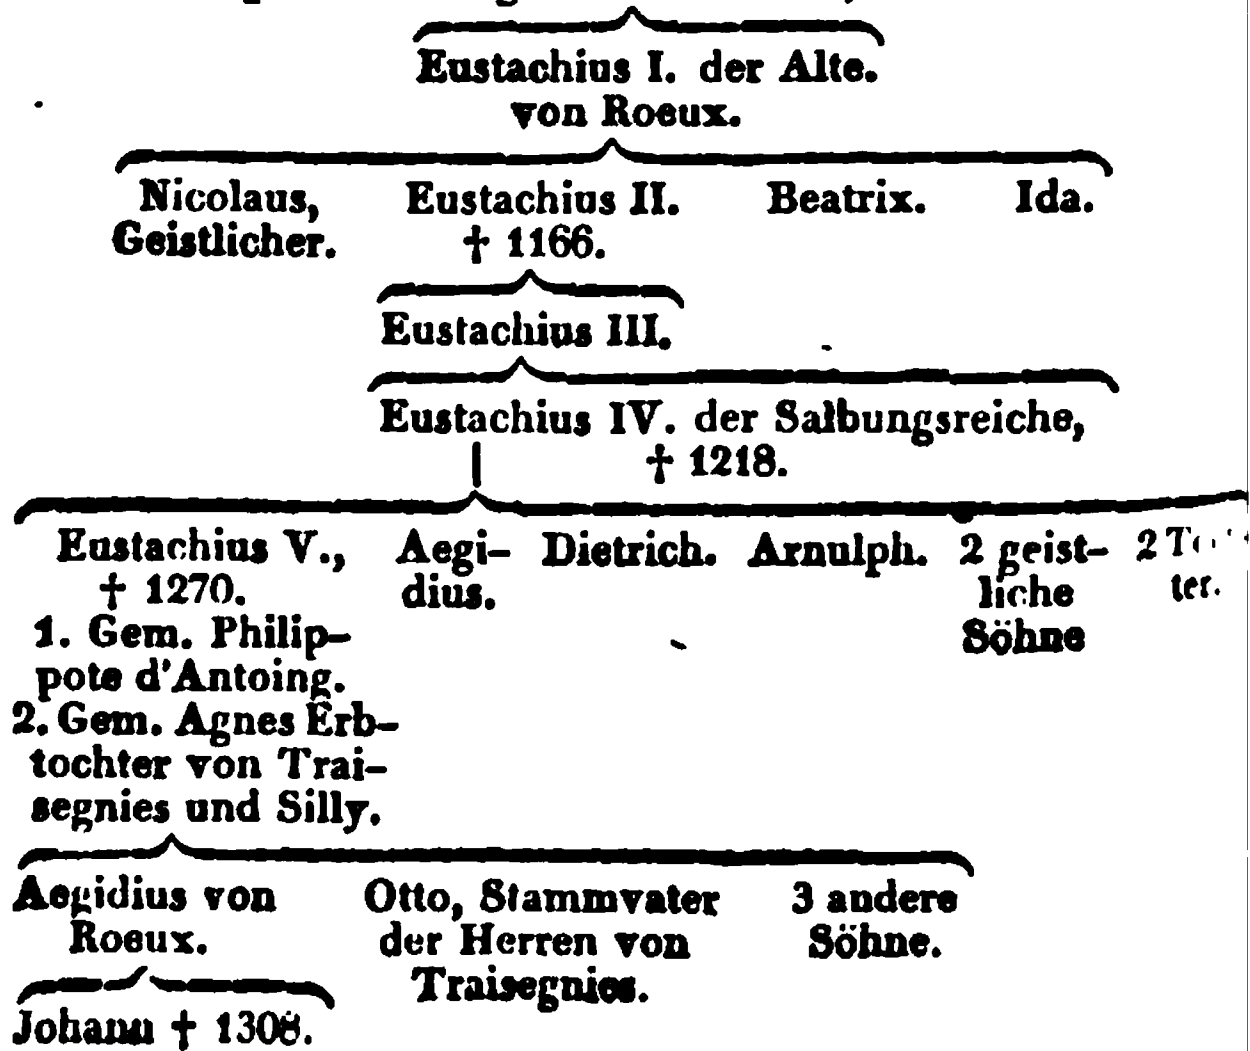 Eustachius I. der Alte.
von Roeux.
Nicolaus, Eustachius II. Beatrix. Ida.
Geistlicher. † 1166.
Eustachius III.
Eustachius IV. der Salbungsreiche,
† 1218.
Eustachius V., Aegi- Dietrich. Arnulph. 2 geist- 2
† 1270. dius. liche ter.
1. Gem. Philip- Söhne
pote d'Antoing.
2. Gem. Agnes Erb-
tochter von Trai-
segnies und Silly.
Aegidius von Otto, Stammvater 3 andere
Roeux. der Herren von Söhne.
Traisegnies.
Johann † 1308.